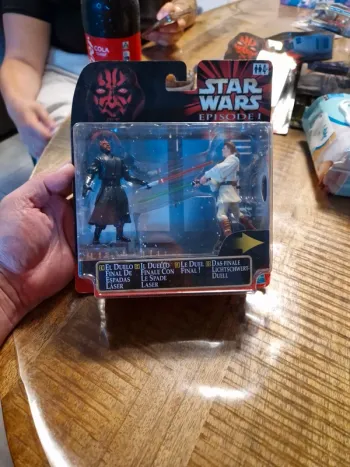 STAR
WARS
EPISODE I
EL DUELO
FINAL DE
ESPADAS
LASER
IL DUELLO
FINALE CON
LE SPADE
LASER
LE DUEL
FINAL !
DAS FINALE
LICHTSCHWERT-
DUELL